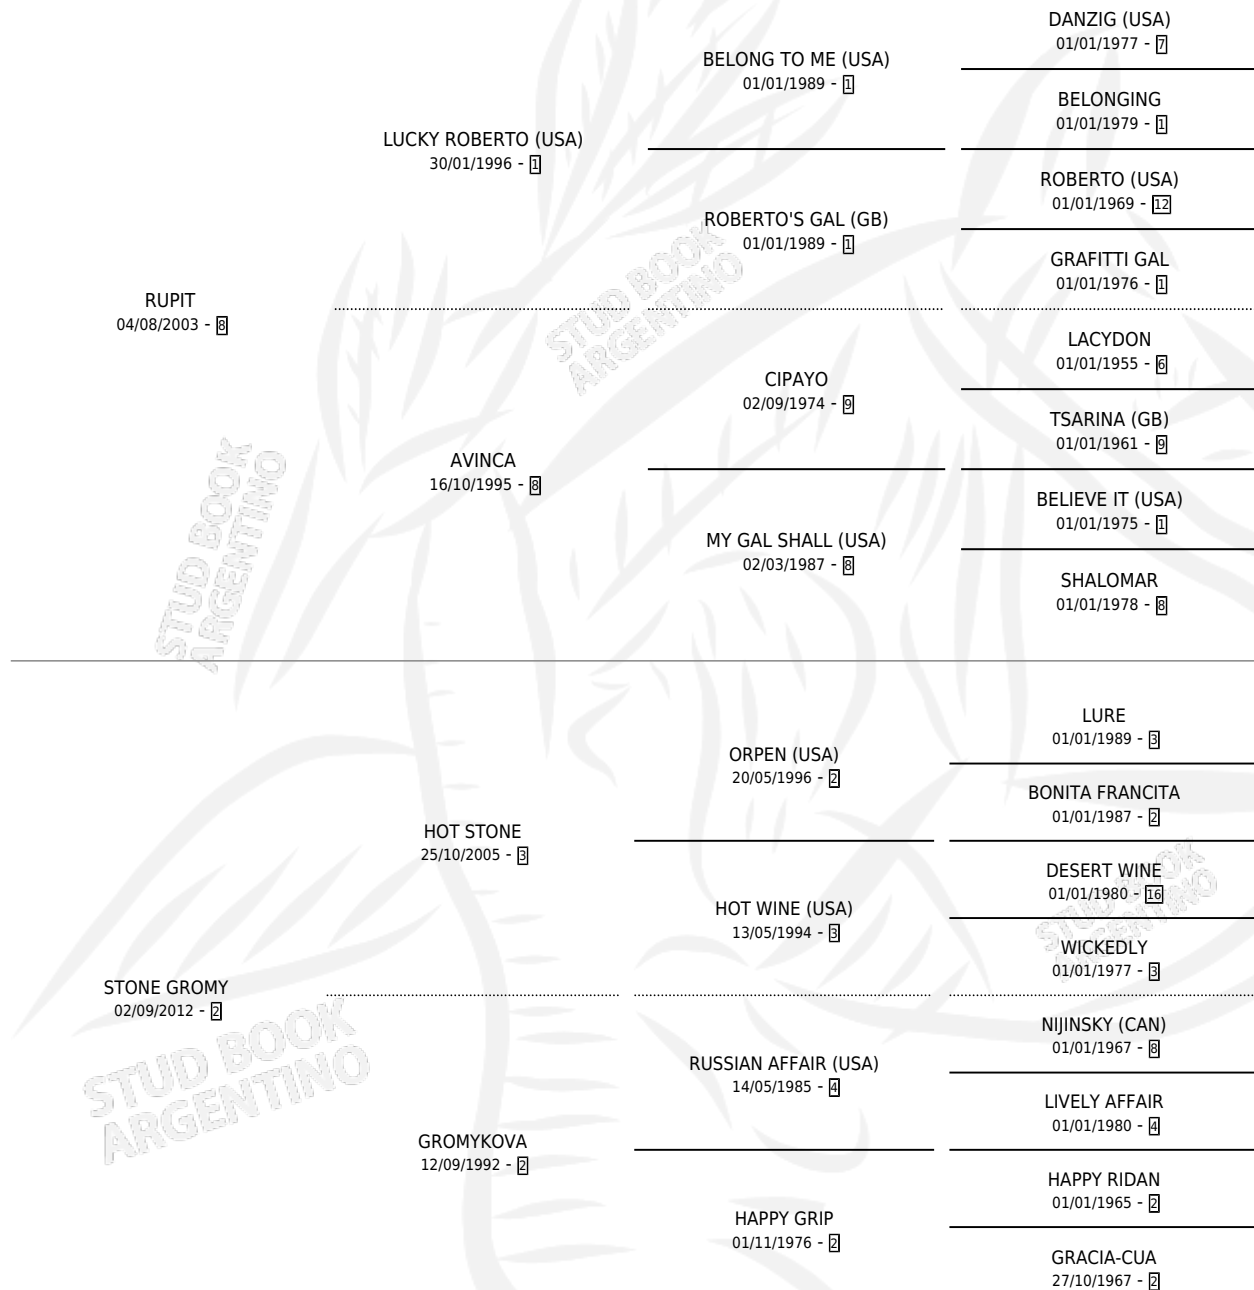 DANZIG (USA)
01/01/1977 - 7
BELONG TO ME (USA)
01/01/1989 - 1
BELONGING
01/01/1979 - 1
LUCKY ROBERTO (USA)
30/01/1996 - 1
ROBERTO (USA)
01/01/1969 - 12
ROBERTO'S GAL (GB)
01/01/1989 - 1
GRAFITTI GAL
01/01/1976 - 1
RUPIT
04/08/2003 - 8
STUD BOOK
ARGENTINO
LACYDON
01/01/1955 - 6
CIPAYO
02/09/1974 - 9
TSARINA (GB)
01/01/1961 - 9
AVINCA
16/10/1995 - 8
BELIEVE IT (USA)
01/01/1975 - 1
MY GAL SHALL (USA)
02/03/1987 - 8
SHALOMAR
01/01/1978 - 8
STUD BOOK
ARGENTINO
LURE
01/01/1989 - 3
ORPEN (USA)
20/05/1996 - 2
BONITA FRANCITA
01/01/1987 - 2
HOT STONE
25/10/2005 - 3
DESERT WINE
01/01/1980 - 16
HOT WINE (USA)
13/05/1994 - 3
WICKEDLY
01/01/1977 - 3
STUD BOOK
ARGENTINO
STONE GROMY
02/09/2012 - 2
STUD BOOK
ARGENTINO
NIJINSKY (CAN)
01/01/1967 - 8
RUSSIAN AFFAIR (USA)
14/05/1985 - 4
LIVELY AFFAIR
01/01/1980 - 4
GROMYKOVA
12/09/1992 - 2
HAPPY RIDAN
01/01/1965 - 2
HAPPY GRIP
01/11/1976 - 2
GRACIA-CUA
27/10/1967 - 2